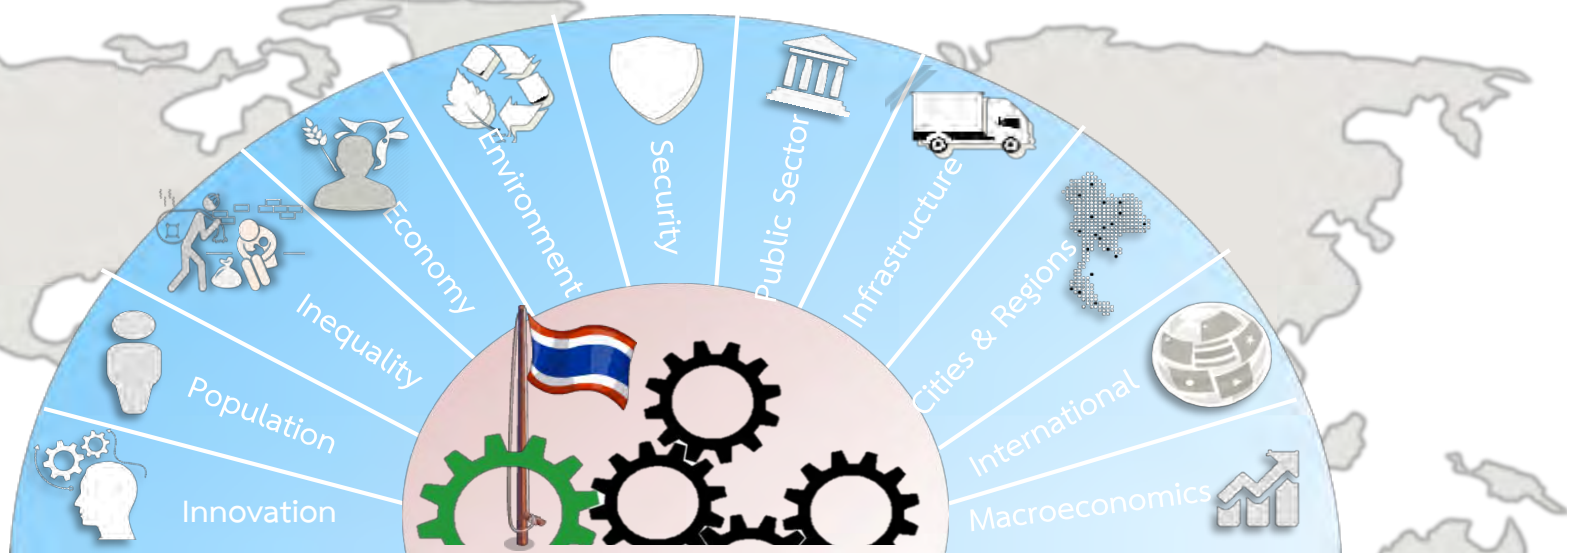 Innovation
Population
Inequality
Economy
Environment
Security
Public Sector
Infrastructure
Cities & Regions
International
Macroeconomics